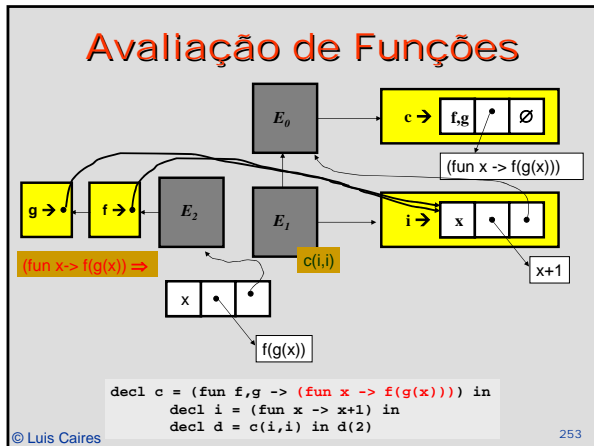 Avaliação de Funções
E0
c → f,g • Ø
(fun x -> f(g(x)))
g → •
f → •
E2
E1
i → x • •
(fun x-> f(g(x)) ⇒
c(i,i)
x+1
x • •
f(g(x))
decl c = (fun f,g -> (fun x -> f(g(x)))) in
decl i = (fun x -> x+1) in
decl d = c(i,i) in d(2)
© Luis Caires
253